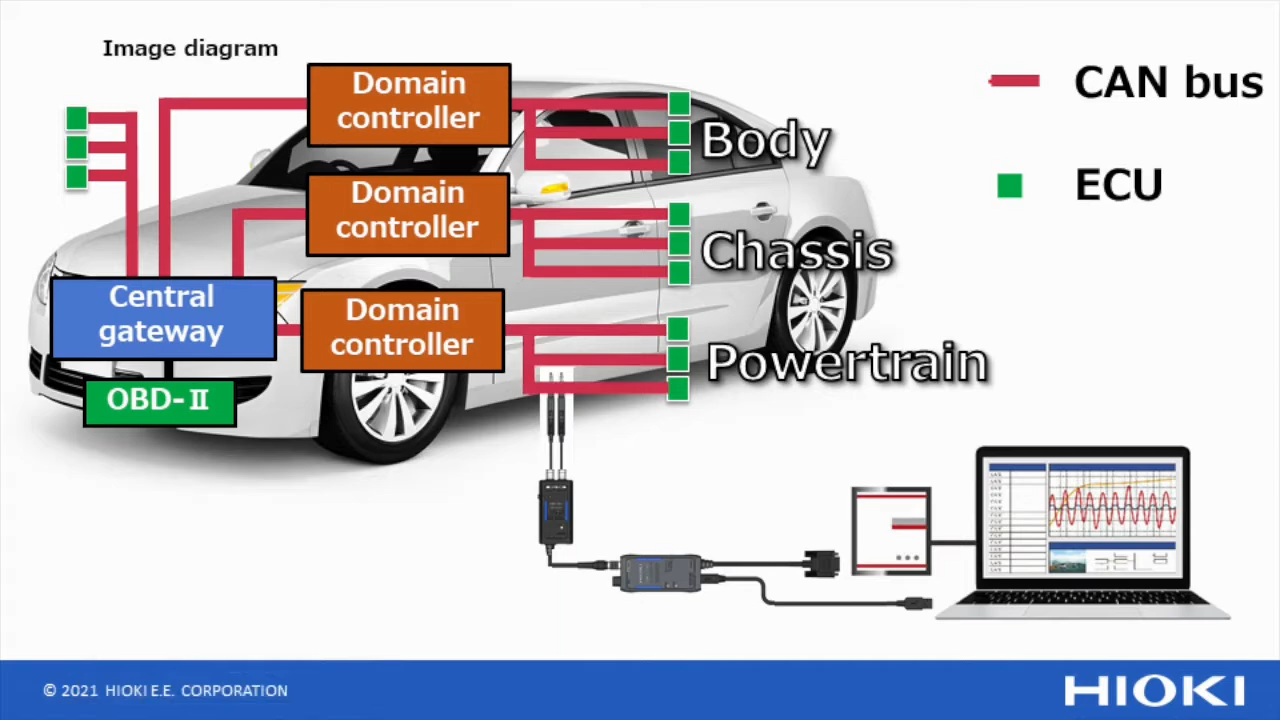 Image diagram
Domain
controller
CAN bus
Body
ECU
Domain
controller
Chassis
Central
gateway
Domain
controller
Powertrain
OBD-Ⅱ
© 2021 HIOKI E.E. CORPORATION
HIOKI